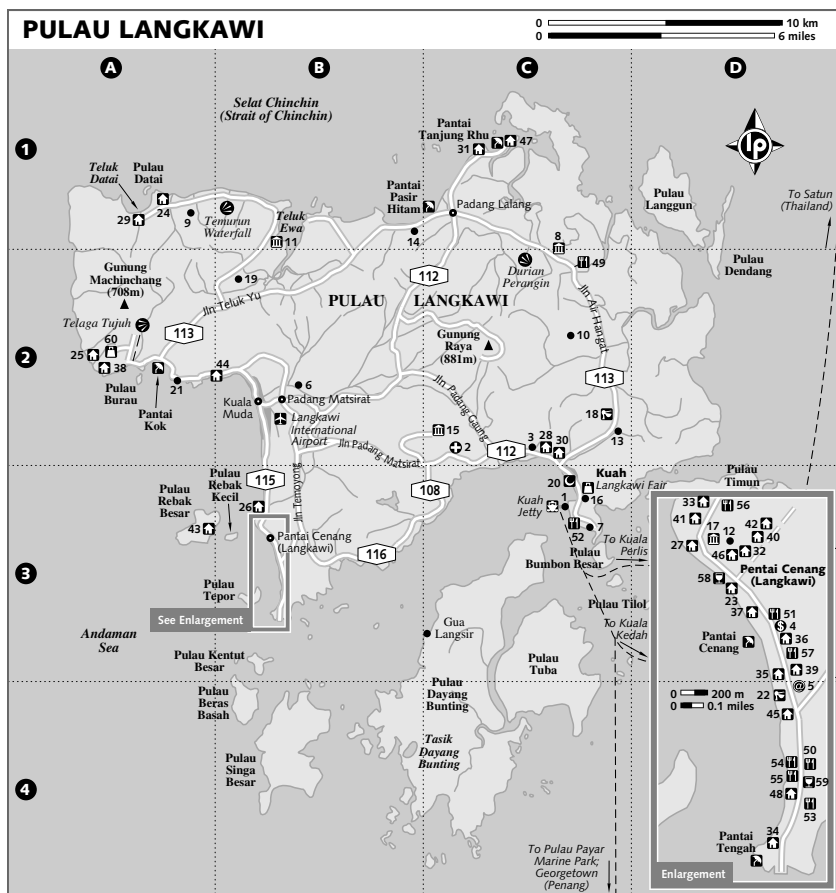 PULAU LANGKAWI
0 10 km
0 6 miles
A B C D
1
2
3
4
Selat Chinchin
(Strait of Chinchin)
Pantai
Tanjung Rhu
31
47
lp
To Satun
(Thailand)
Teluk
Datai
Pulau
Datai
29
24
9
Temurun
Waterfall
Teluk
Ewa
11
Pantai
Pasir
Hitam
Padang Lalang
14
8
49
Durian
Perangin
Pulau
Langgun
Pulau
Dendang
Gunung
Machinchang
(708m)
19
Jln Teluk Yu
PULAU LANGKAWI
112
Jln Air Hangat
Telaga Tujuh
113
60
25
38
Pulau
Burau
Pantai
Kok
21
44
Gunung
Raya
(881m)
10
113
6
Kuala
Muda
Padang Matsirat
Langkawi
International
Airport
Jln Padang Gaung
15
Jln Padang Matsirat
2
112
3
28
30
18
13
115
Jln Temoyong
108
116
20
Kuah
Langkawi Fair
16
Kuah
Jetty
1
7
52
Pulau
Bumbon Besar
Pulau
Timun
Pulau
Rebak
Besar
Pulau
Rebak
Kecil
43
26
Pantai Cenang
(Langkawi)
Pulau
Tepor
See Enlargement
To Kuala
Perlis
Pulau Tilol
To Kuala
Kedah
Andaman
Sea
Gua
Langsir
Pulau Kentut
Besar
Pulau
Beras
Basah
Pulau
Singa
Besar
Pulau
Dayang
Bunting
Pulau
Tuba
Tasik
Dayang
Bunting
To Pulau Payar
Marine Park;
Georgetown
(Penang)
33
56
41
17
12
42
40
27
46
32
Pentai Cenang
(Langkawi)
58
23
37
51
$ 4
Pantai
Cenang
36
57
35
39
@ 5
0 200 m
0 0.1 miles
22
45
50
54
55
59
48
53
34
Pantai
Tengah
Enlargement